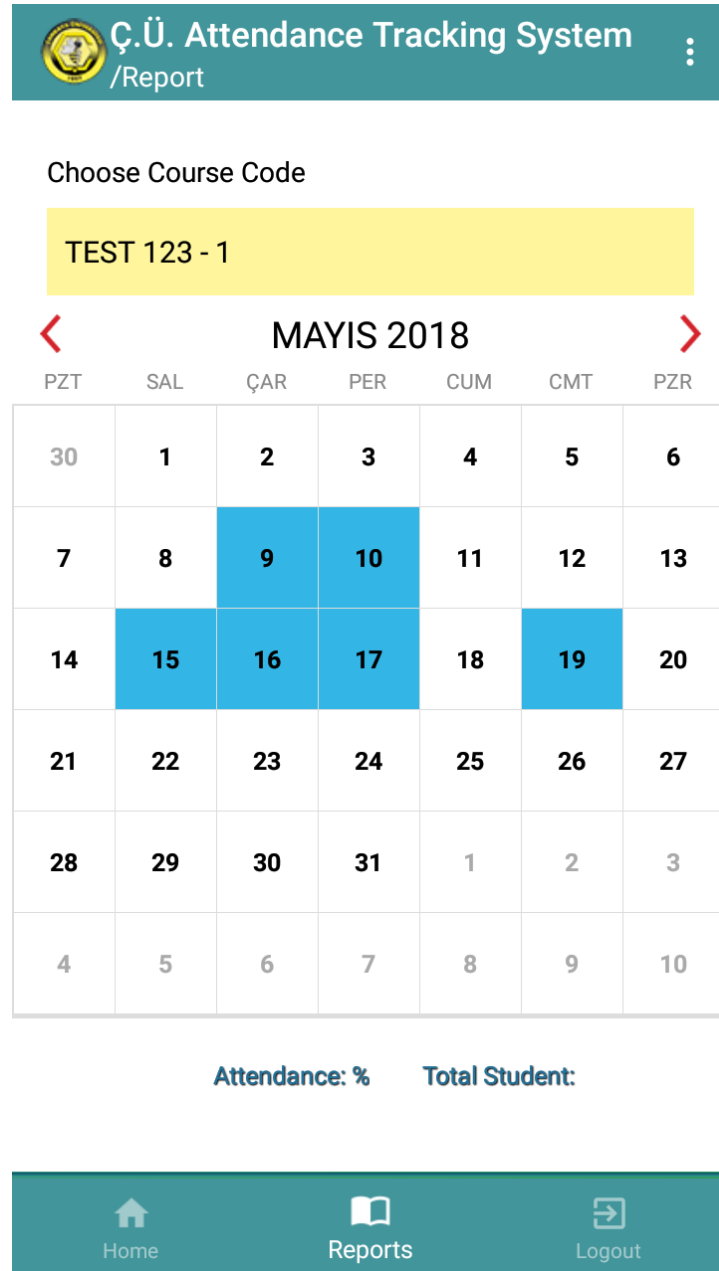 Ç.Ü. Attendance Tracking System
/Report
Choose Course Code
TEST 123 - 1
MAYIS 2018
PZT SAL ÇAR PER CUM CMT PZR
30 1 2 3 4 5 6
7 8 9 10 11 12 13
14 15 16 17 18 19 20
21 22 23 24 25 26 27
28 29 30 31 1 2 3
4 5 6 7 8 9 10
Attendance: % Total Student:
Home Reports Logout